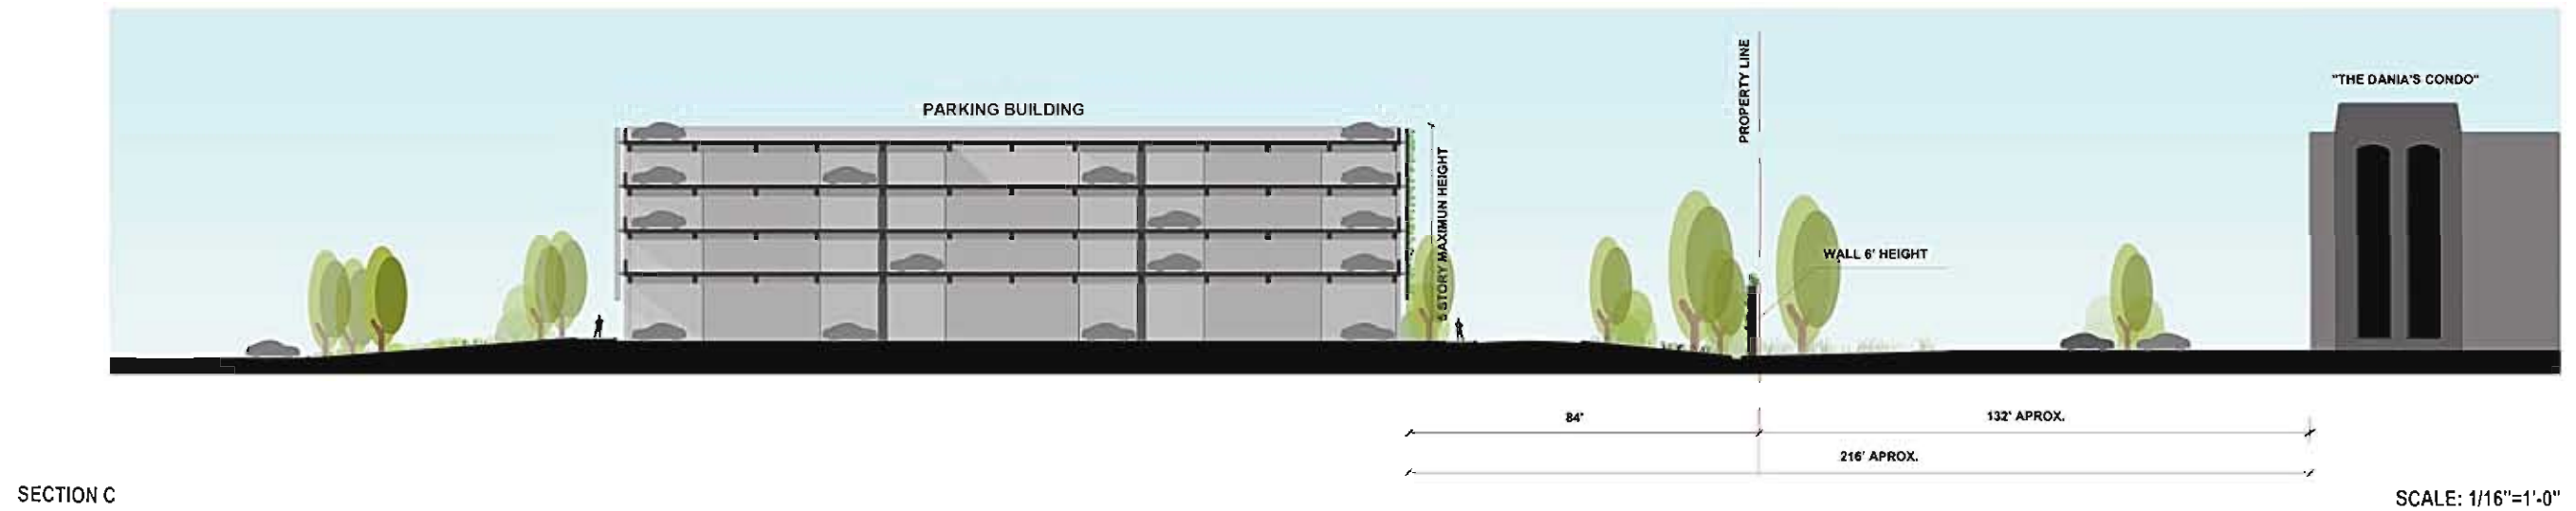 PROPERTY LINE
"THE DANIA'S CONDO"
PARKING BUILDING
5 STORY MAXIMUN HEIGHT
WALL 6' HEIGHT
84'
132' APROX.
216' APROX.
SECTION C
SCALE: 1/16"=1'-0"